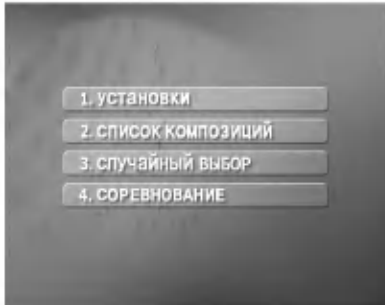 1. УСТАНОВКИ
2. СПИСОК КОМПОЗИЦИЙ
3. СЛУЧАЙНЫЙ ВЫБОР
4. СОРЕВНОВАНИЕ